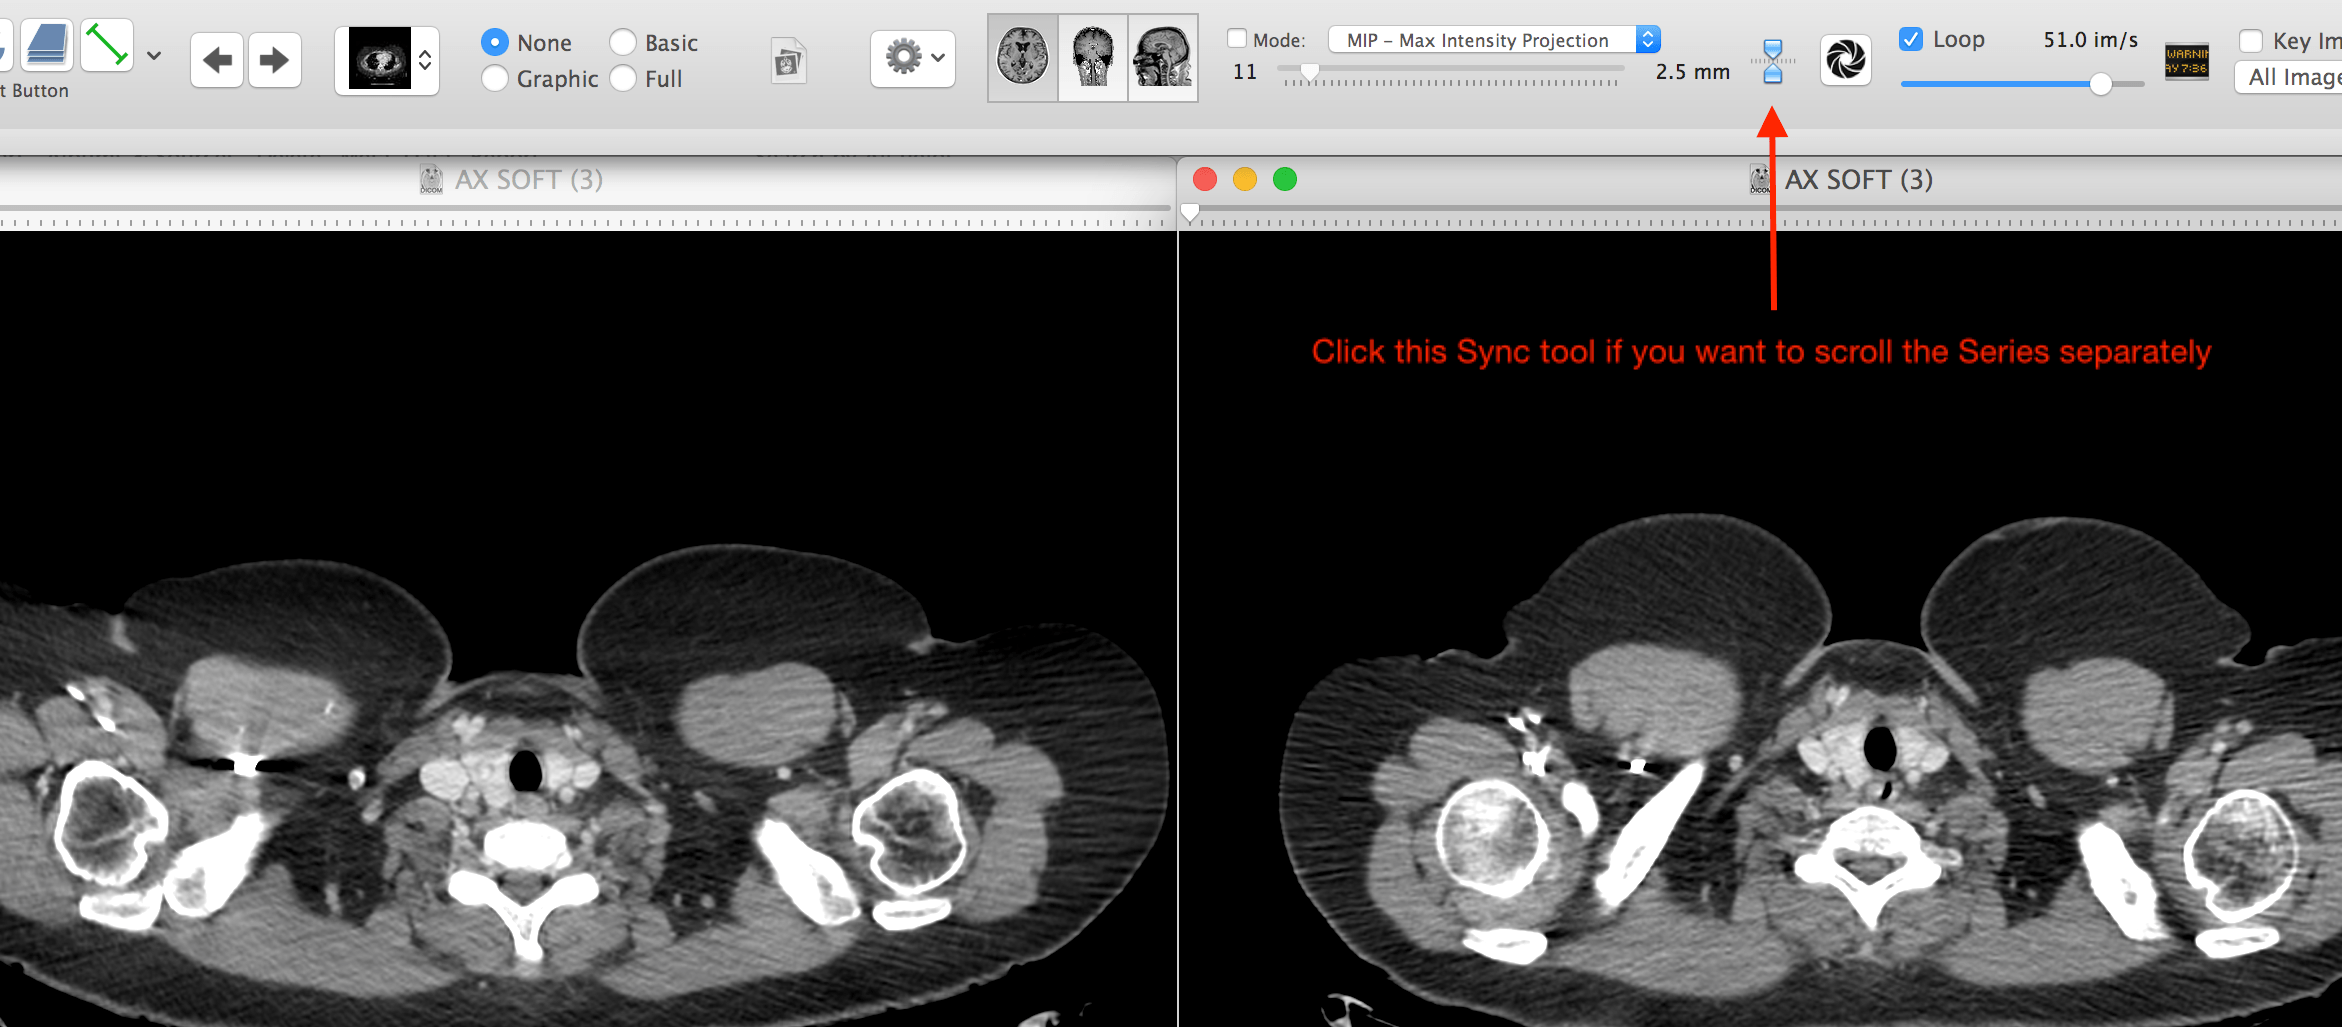 None
Basic
Mode:
MIP - Max Intensity Projection
Loop
51.0 im/s
Key Im
11
2.5 mm
Graphic
Full
All Image
t Button
AX SOFT (3)
AX SOFT (3)
Click this Sync tool if you want to scroll the Series separately